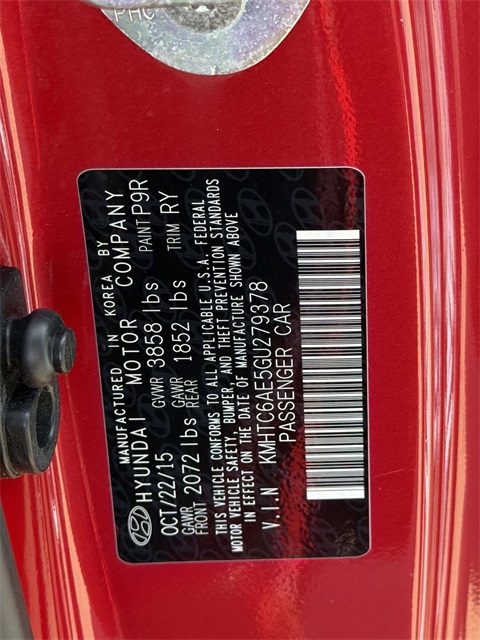 PHC
MANUFACTURED IN KOREA BY
HYUNDAI MOTOR COMPANY
OCT/22/15 GVWR 3858 lbs PAINT P9R
GAWR FRONT 2072 lbs GAWR REAR 1852 lbs TRIM RY
THIS VEHICLE CONFORMS TO ALL APPLICABLE U.S.A. FEDERAL
MOTOR VEHICLE SAFETY, BUMPER, AND THEFT PREVENTION STANDARDS
IN EFFECT ON THE DATE OF MANUFACTURE SHOWN ABOVE
V.I.N KMHTC6AE5GU279378
PASSENGER CAR